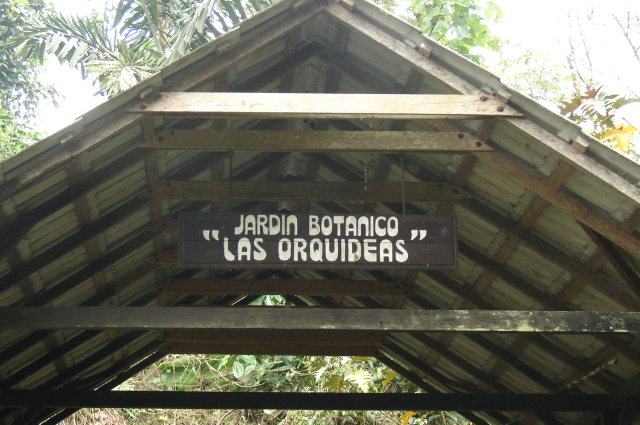 JARDIN BOTANICO
"LAS ORQUIDEAS"